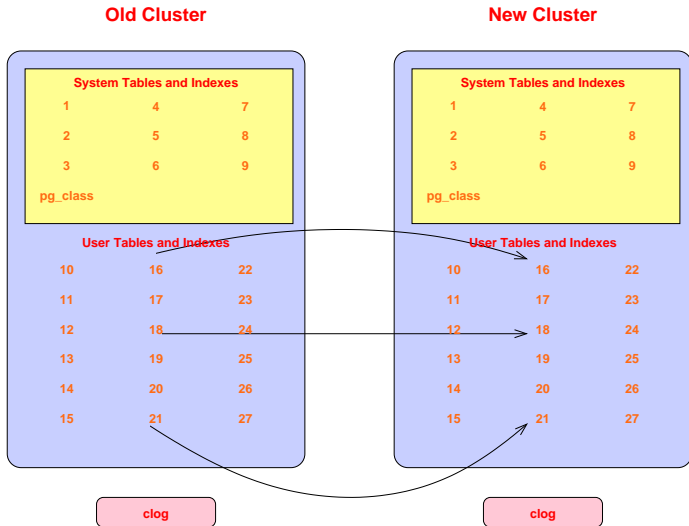 Old Cluster
System Tables and Indexes
1 4 7
2 5 8
3 6 9
pg_class
User Tables and Indexes
10 16 22
11 17 23
12 18 24
13 19 25
14 20 26
15 21 27
clog
New Cluster
System Tables and Indexes
1 4 7
2 5 8
3 6 9
pg_class
User Tables and Indexes
10 16 22
11 17 23
12 18 24
13 19 25
14 20 26
15 21 27
clog